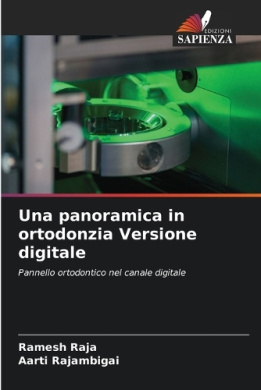 EDIZIONI
SAPIENZA
Una panoramica in
ortodonzia Versione
digitale
Pannello ortodontico nel canale digitale
Ramesh Raja
Aarti Rajambigai